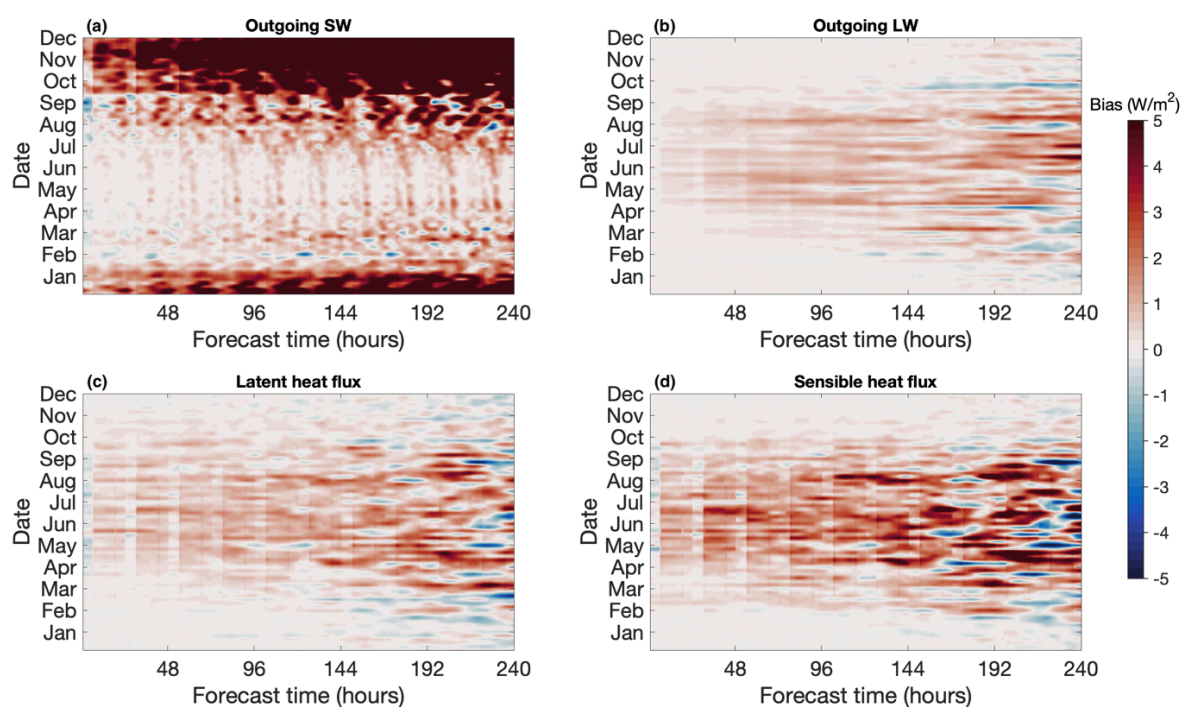 (a) Outgoing SW
Dec
Nov
Oct
Sep
Aug
Jul
Jun
May
Apr
Mar
Feb
Jan
Date
48 96 144 192 240
Forecast time (hours)
(b) Outgoing LW
Dec
Nov
Oct
Sep
Aug
Jul
Jun
May
Apr
Mar
Feb
Jan
Date
48 96 144 192 240
Forecast time (hours)
Bias (W/m²)
5
4
3
2
1
0
-1
-2
-3
-4
-5
(c) Latent heat flux
Dec
Nov
Oct
Sep
Aug
Jul
Jun
May
Apr
Mar
Feb
Jan
Date
48 96 144 192 240
Forecast time (hours)
(d) Sensible heat flux
Dec
Nov
Oct
Sep
Aug
Jul
Jun
May
Apr
Mar
Feb
Jan
Date
48 96 144 192 240
Forecast time (hours)